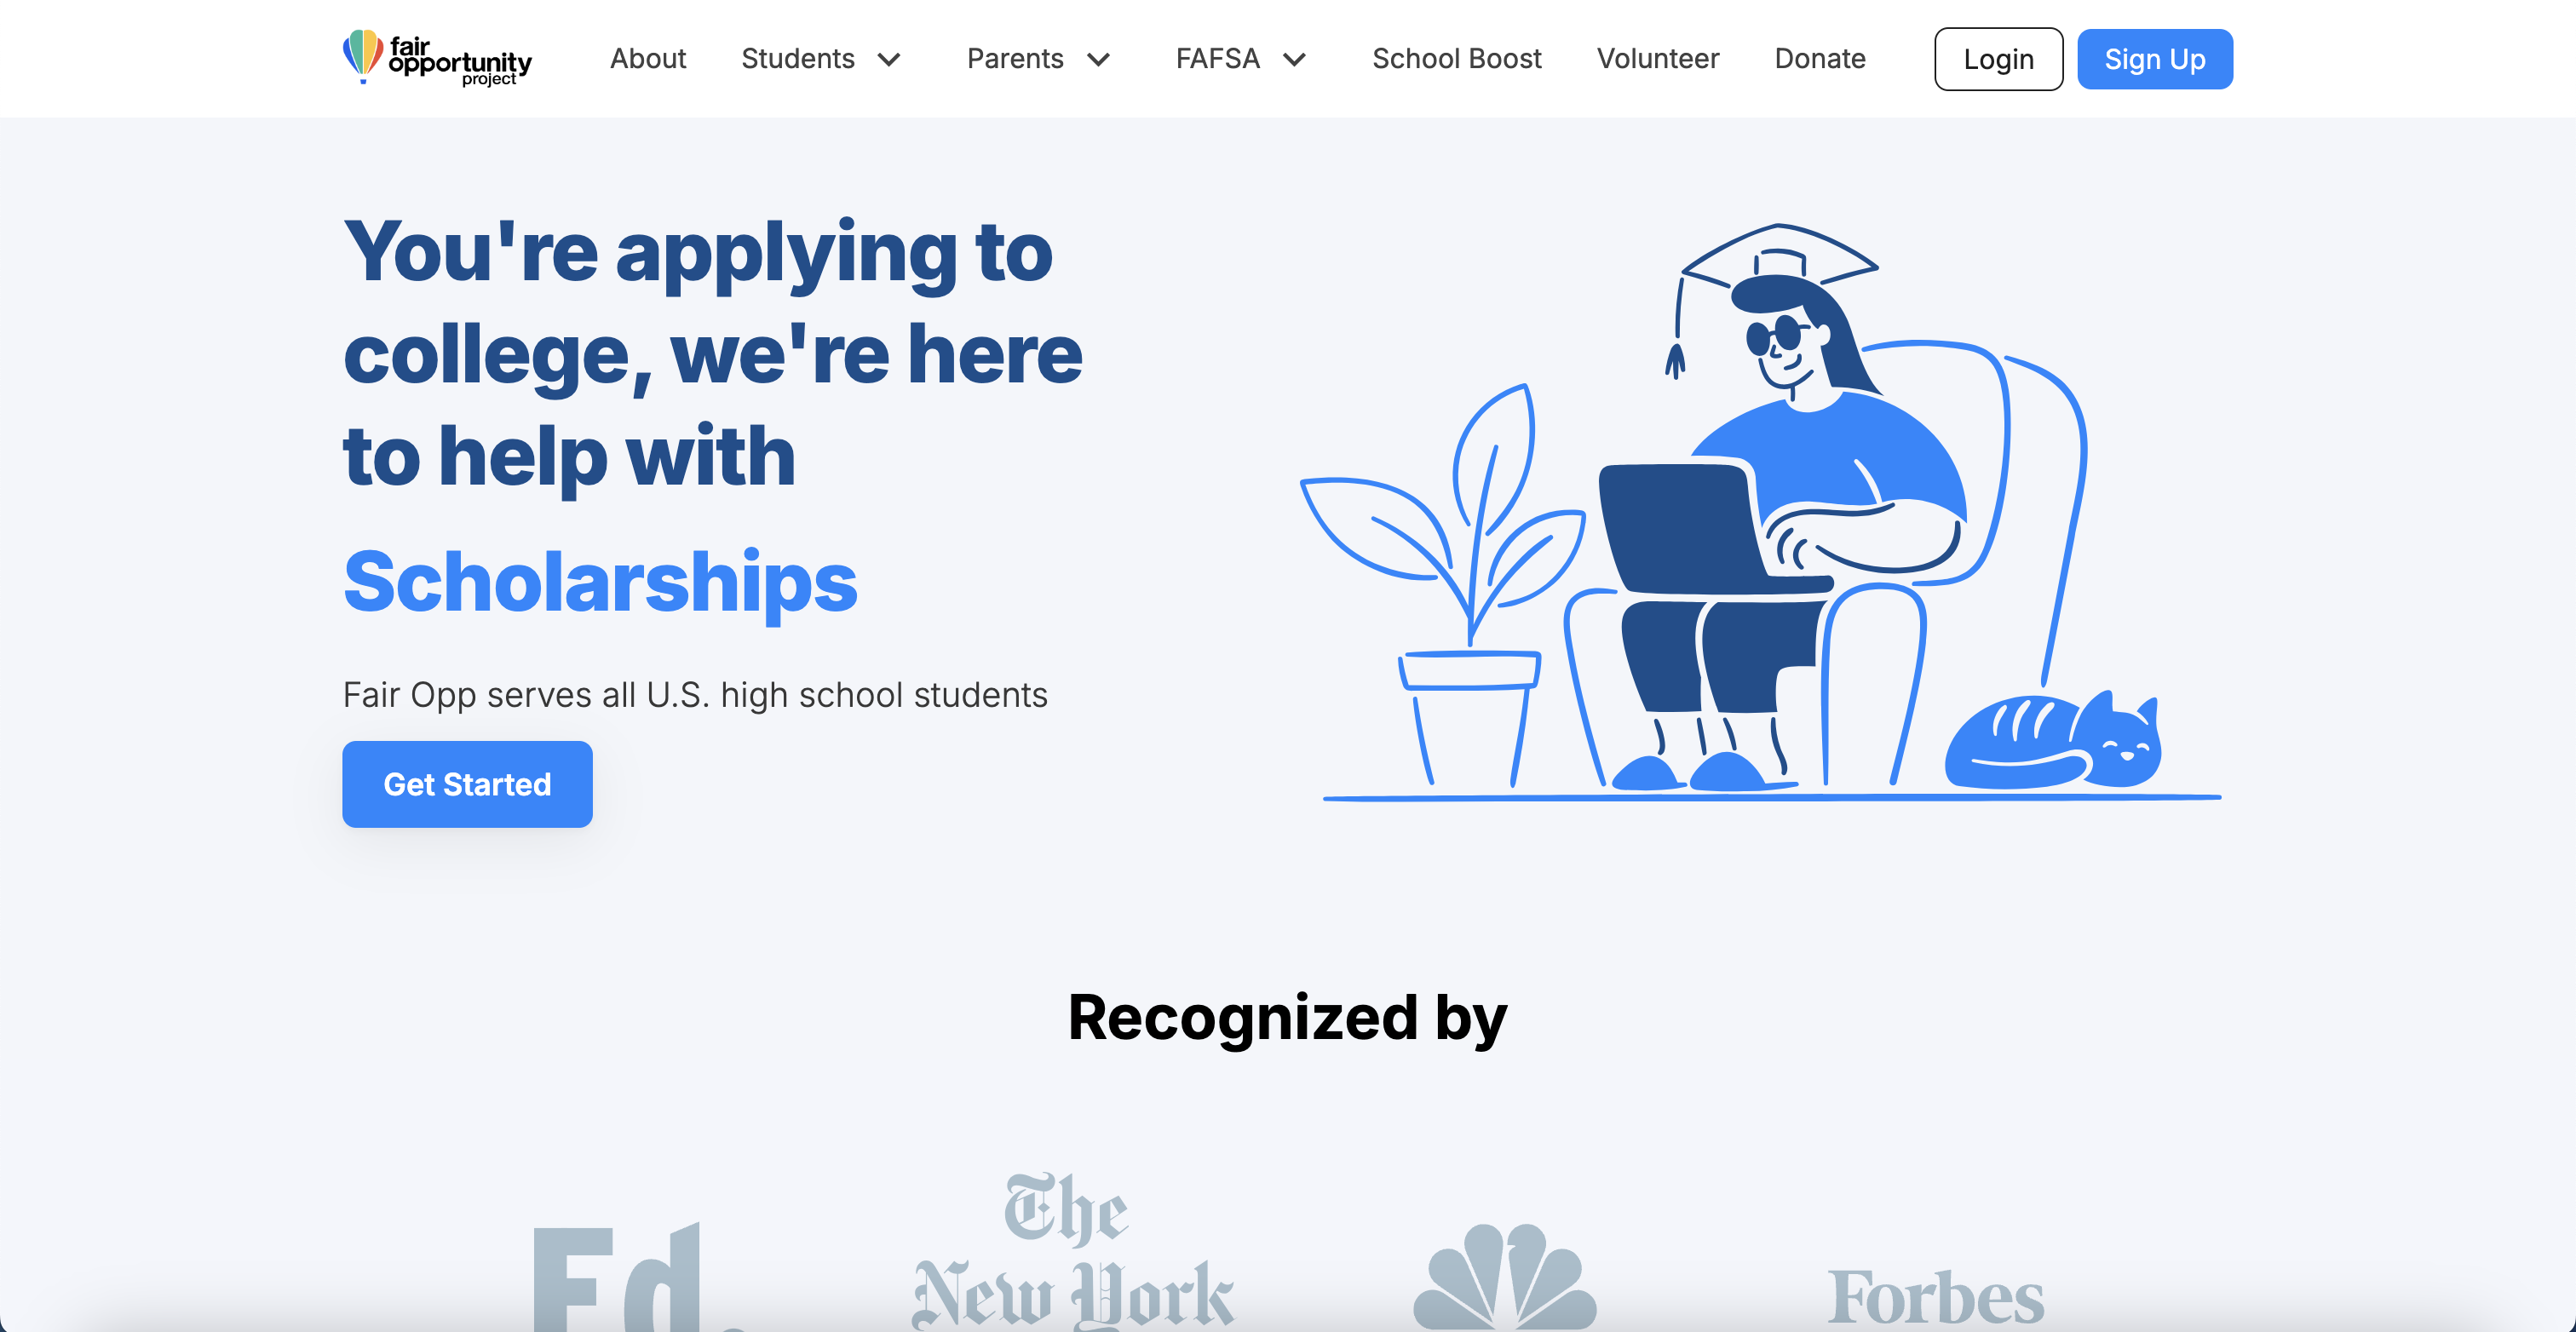 fair
opportunity
project
About
Students
Parents
FAFSA
School Boost
Volunteer
Donate
Login
Sign Up
You're applying to
college, we're here
to help with
Scholarships
Fair Opp serves all U.S. high school students
Get Started
Recognized by
Ed.
The
New York
Forbes